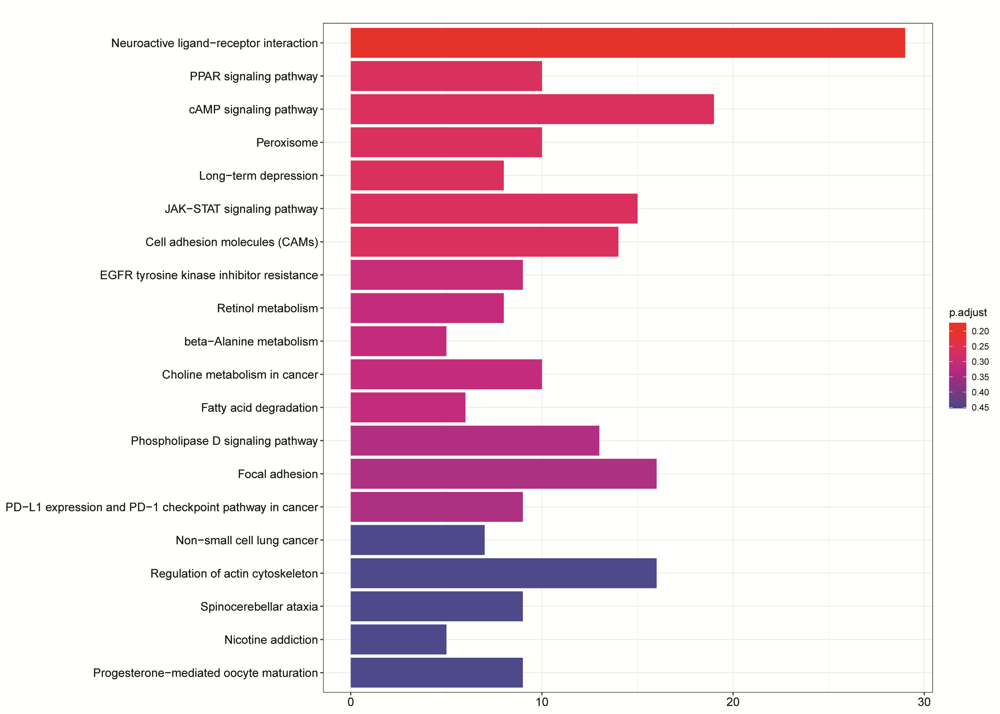 Neuroactive ligand−receptor interaction
PPAR signaling pathway
cAMP signaling pathway
Peroxisome
Long−term depression
JAK−STAT signaling pathway
Cell adhesion molecules (CAMs)
EGFR tyrosine kinase inhibitor resistance
Retinol metabolism
beta−Alanine metabolism
Choline metabolism in cancer
Fatty acid degradation
Phospholipase D signaling pathway
Focal adhesion
PD−L1 expression and PD−1 checkpoint pathway in cancer
Non−small cell lung cancer
Regulation of actin cytoskeleton
Spinocerebellar ataxia
Nicotine addiction
Progesterone−mediated oocyte maturation
0 10 20 30
p.adjust
0.20
0.25
0.30
0.35
0.40
0.45